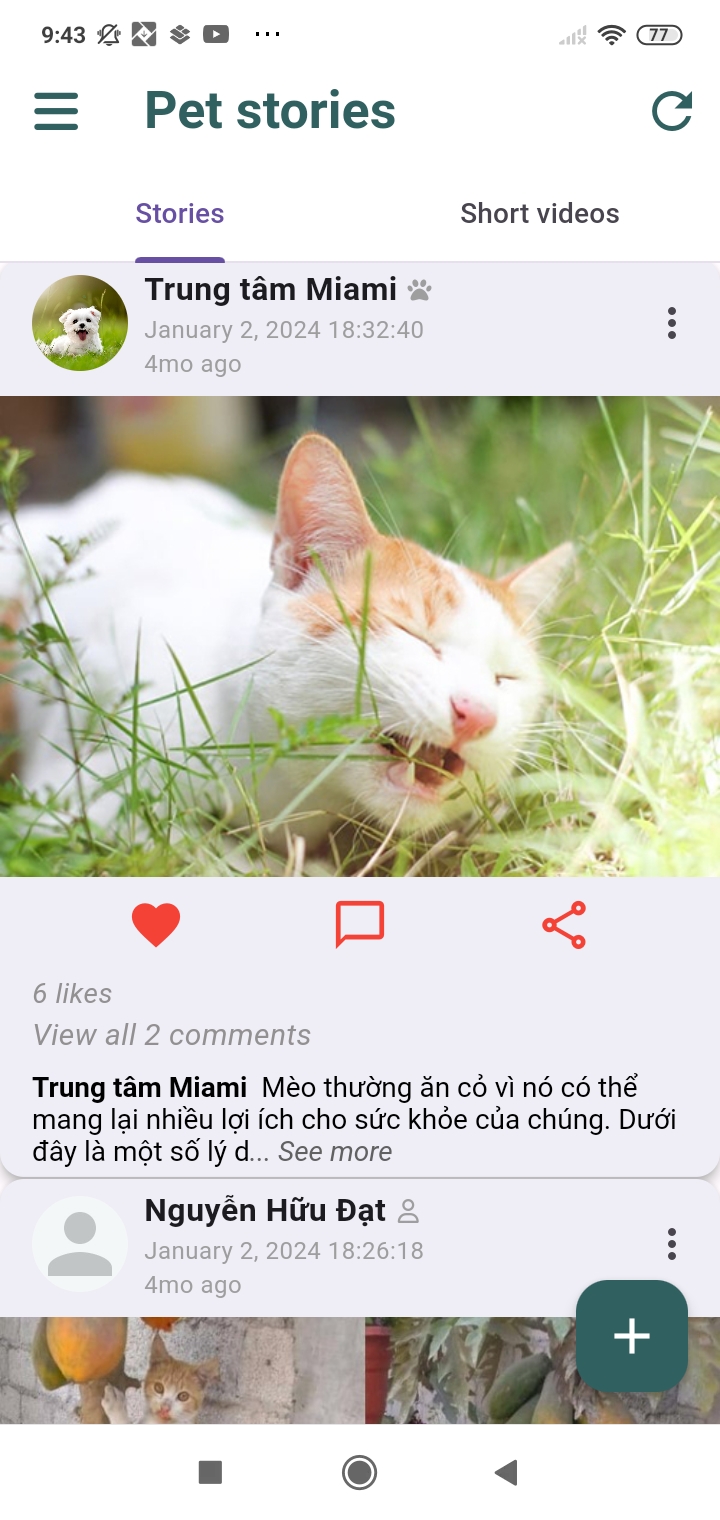 9:43
77
Pet stories
Stories
Short videos
Trung tâm Miami
January 2, 2024 18:32:40
4mo ago
6 likes
View all 2 comments
Trung tâm Miami Mèo thường ăn cỏ vì nó có thể
mang lại nhiều lợi ích cho sức khỏe của chúng. Dưới
đây là một số lý d... See more
Nguyễn Hữu Đạt
January 2, 2024 18:26:18
4mo ago